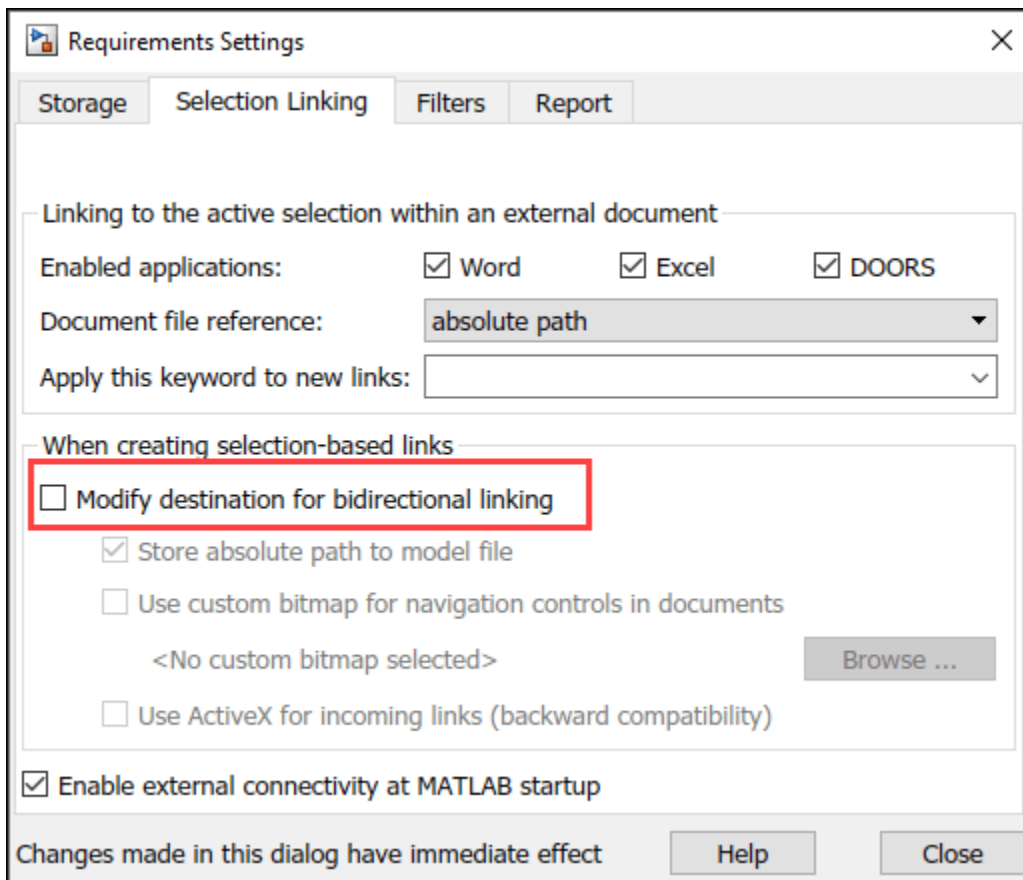 Requirements Settings
Storage Selection Linking Filters Report
Linking to the active selection within an external document
Enabled applications: Word Excel DOORS
Document file reference: absolute path
Apply this keyword to new links:
When creating selection-based links
Modify destination for bidirectional linking
Store absolute path to model file
Use custom bitmap for navigation controls in documents
<No custom bitmap selected> Browse ...
Use ActiveX for incoming links (backward compatibility)
Enable external connectivity at MATLAB startup
Changes made in this dialog have immediate effect Help Close